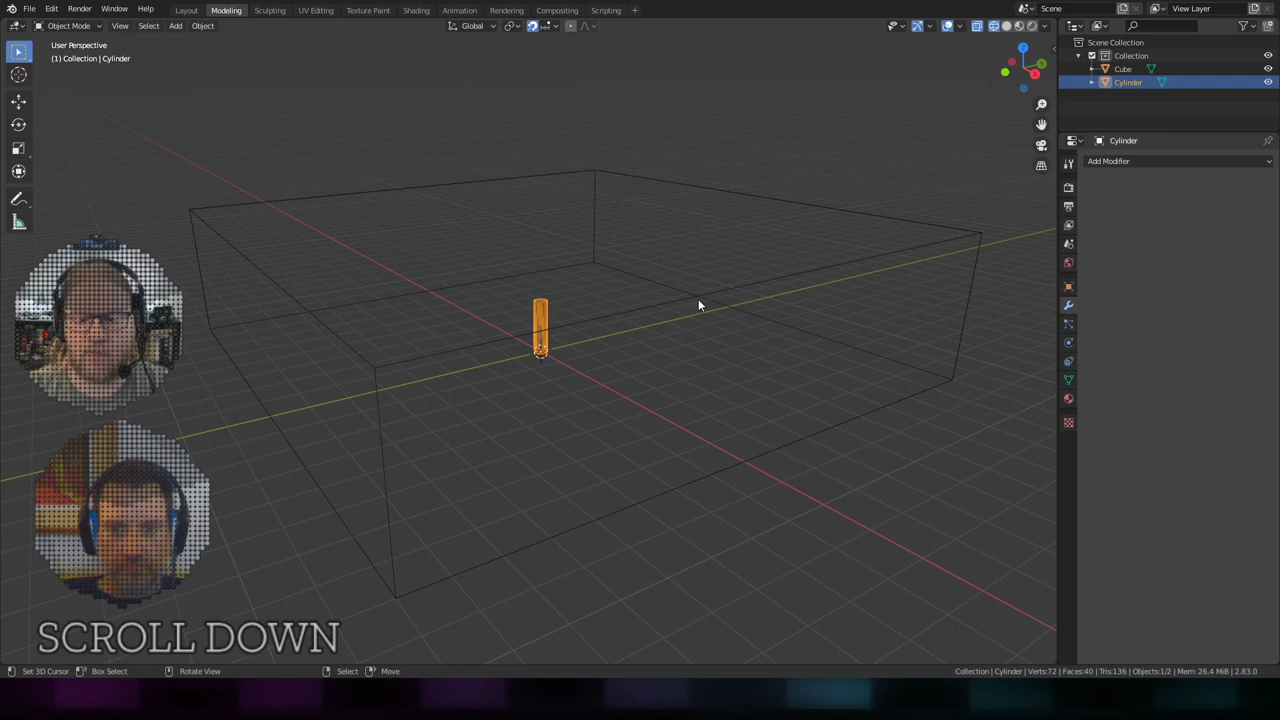 File Edit Render Window Help Layout Modeling Sculpting UV Editing Texture Paint Shading Animation Rendering Compositing Scripting + Scene View Layer
Object Mode View Select Add Object Global
User Perspective
(1) Collection | Cylinder
Scene Collection
Collection
Cube
Cylinder
Cylinder
Add Modifier
SCROLL DOWN
Set 3D Cursor Box Select Rotate View Select Move Collection | Cylinder | Verts:72 | Faces:40 | Tris:136 | Objects:1/2 | Mem: 26.4 MiB | 2.83.0